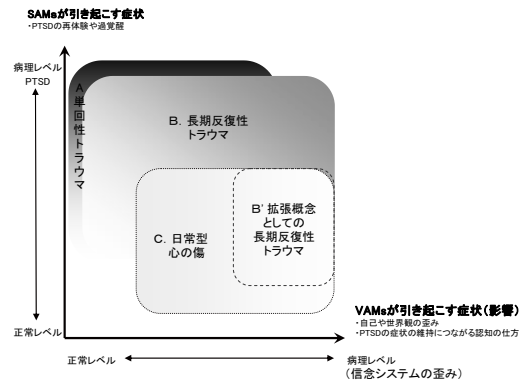 SAMsが引き起こす症状
・PTSDの再体験や過覚醒
病理レベル
PTSD
A単回性トラウマ
B. 長期反復性
トラウマ
B' 拡張概念
としての
長期反復性
トラウマ
C. 日常型
心の傷
VAMsが引き起こす症状(影響)
・自己や世界観の歪み
・PTSDの症状の維持につながる認知の仕方
正常レベル
正常レベル
病理レベル
(信念システムの歪み)